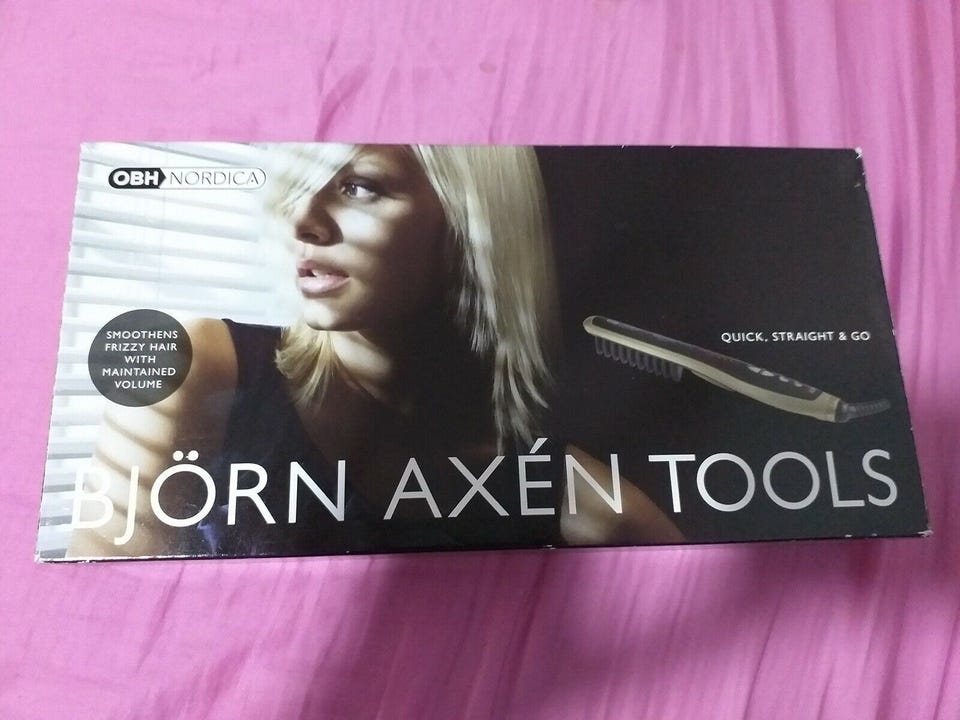 OBH NORDICA
SMOOTHENS
FRIZZY HAIR
WITH
MAINTAINED
VOLUME
QUICK, STRAIGHT & GO
BJÖRN AXÉN TOOLS